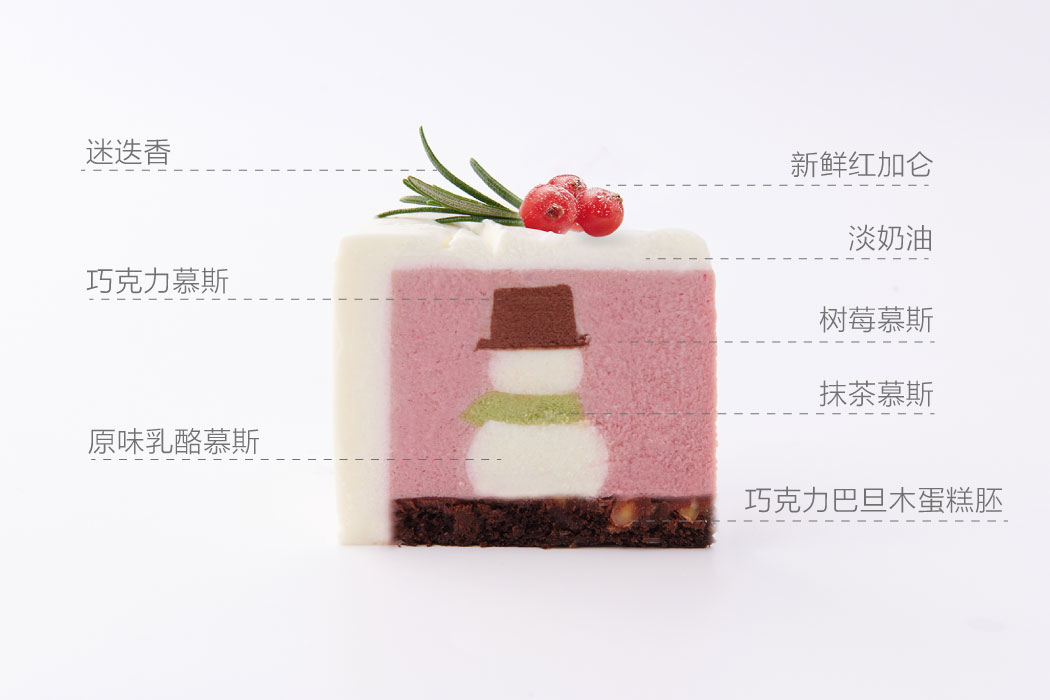 迷迭香
新鲜红加仑
淡奶油
巧克力慕斯
树莓慕斯
抹茶慕斯
原味乳酪慕斯
巧克力巴旦木蛋糕胚